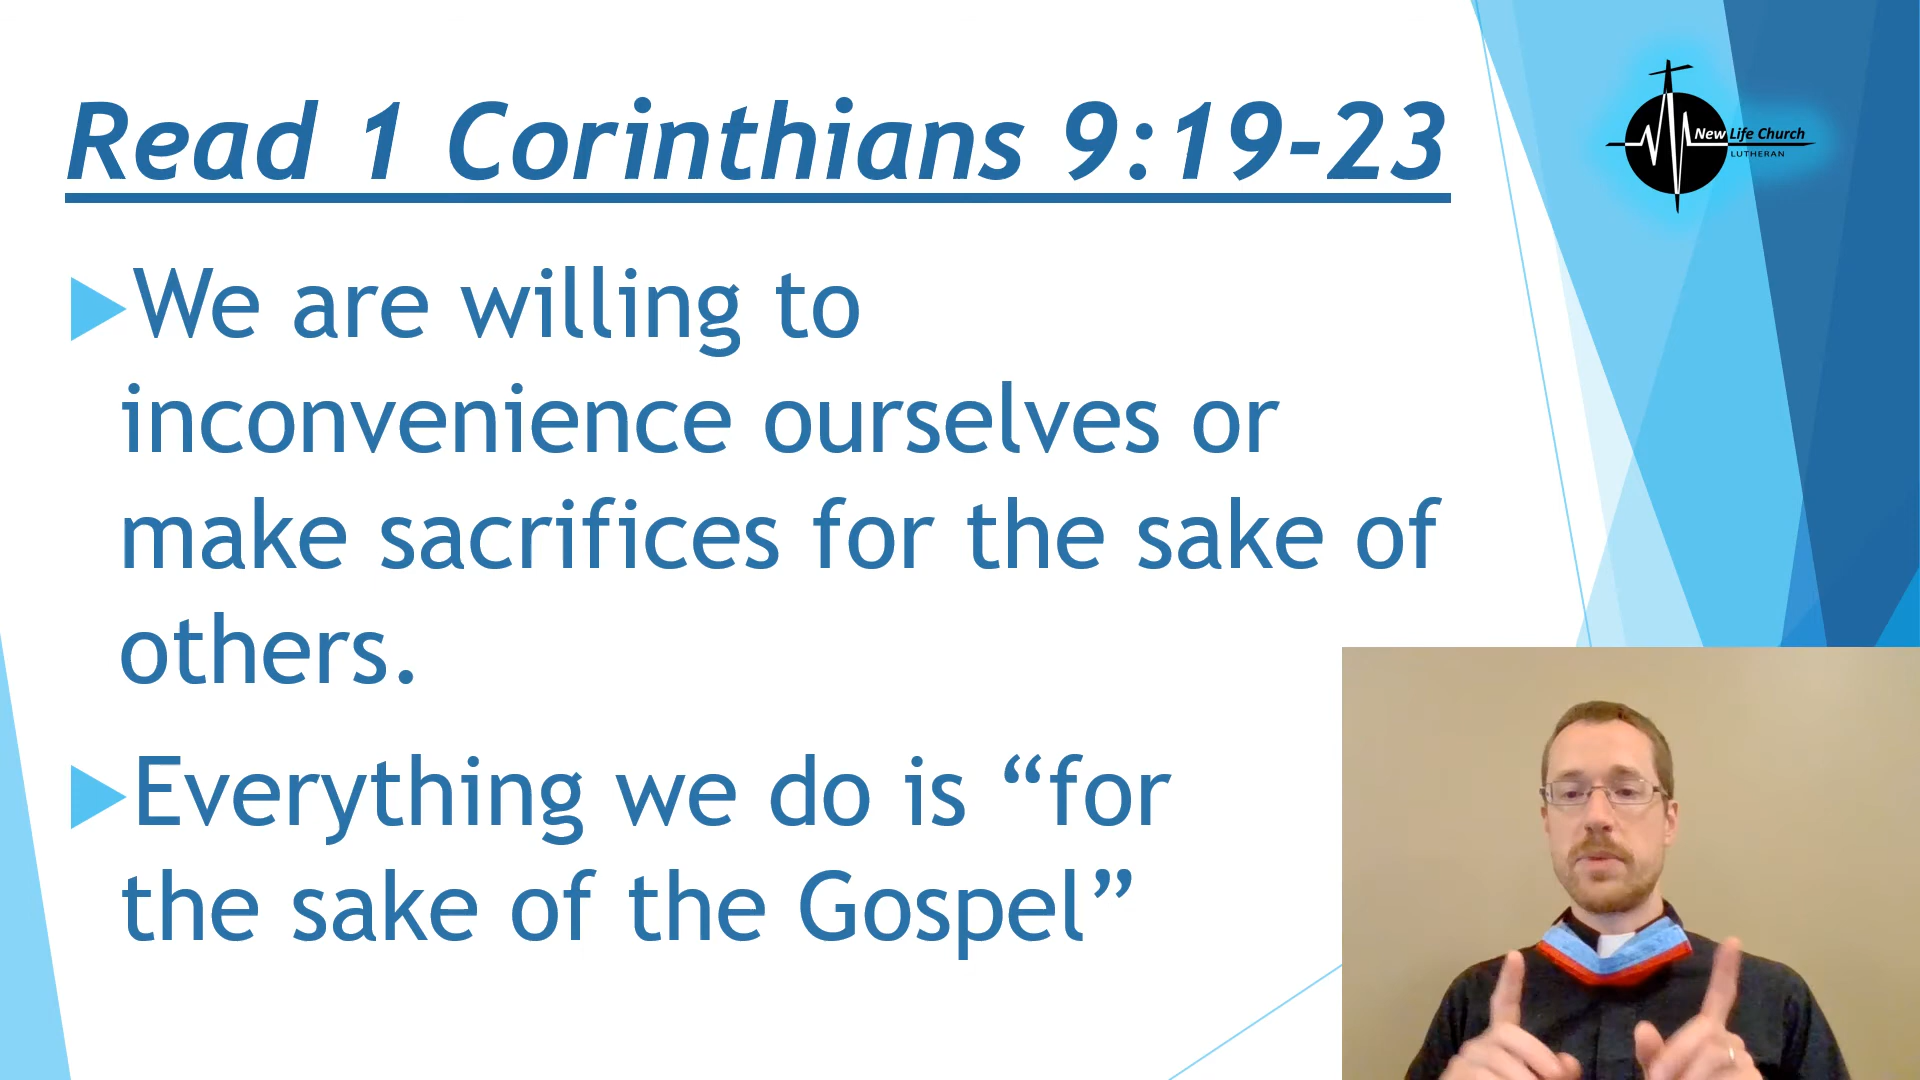 Read 1 Corinthians 9:19-23
New Life Church
LUTHERAN
We are willing to
inconvenience ourselves or
make sacrifices for the sake of
others.
Everything we do is “for
the sake of the Gospel”